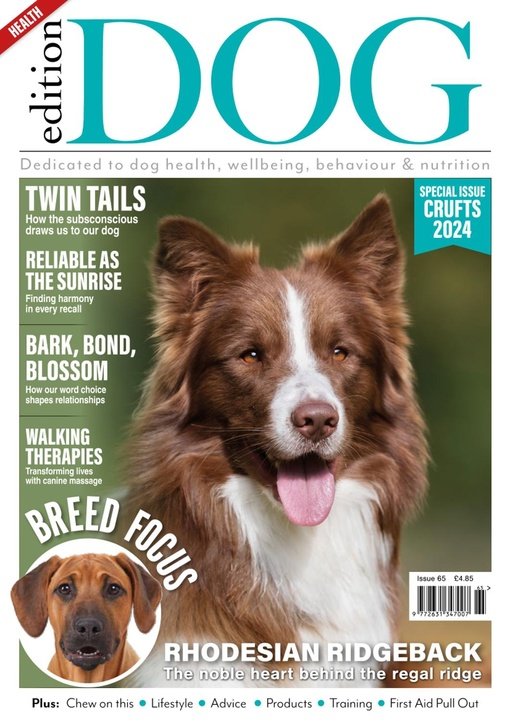 HEALTH
edition
DOG
Dedicated to dog health, wellbeing, behaviour & nutrition
TWIN TAILS
How the subsconscious
draws us to our dog
RELIABLE AS
THE SUNRISE
Finding harmony
in every recall
BARK, BOND,
BLOSSOM
How our word choice
shapes relationships
WALKING
THERAPIES
Transforming lives
with canine massage
SPECIAL ISSUE
CRUFTS
2024
BREED FOCUS
Issue 65 £4.85
65 >
9 772631 347007
RHODESIAN RIDGEBACK
The noble heart behind the regal ridge
Plus: Chew on this • Lifestyle • Advice • Products • Training • First Aid Pull Out